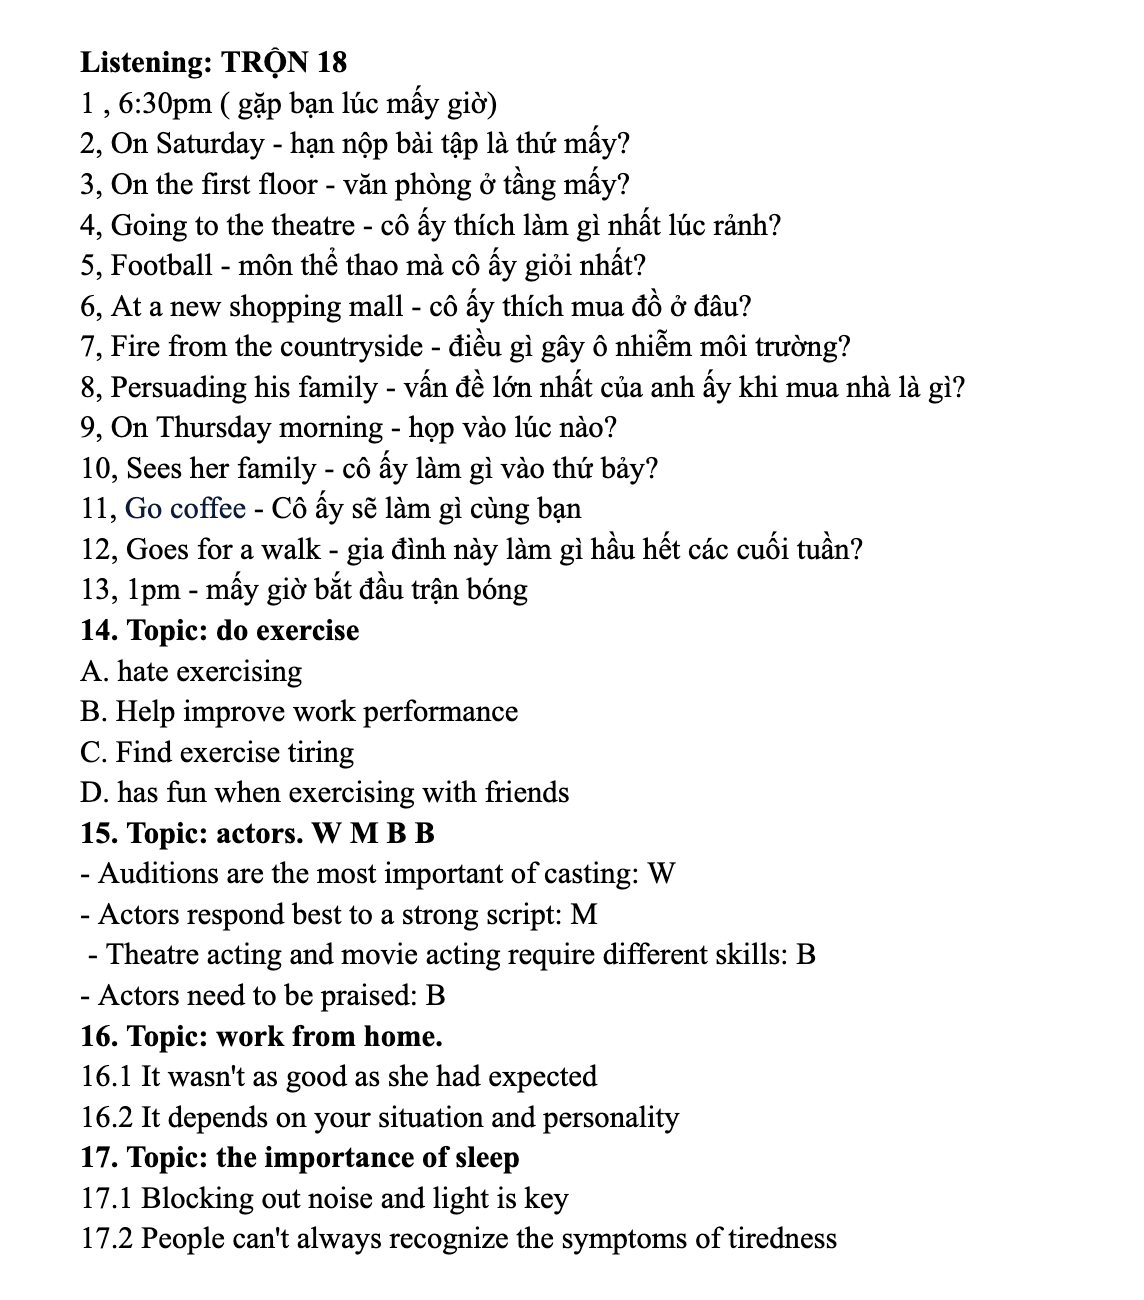 Listening: TRỘN 18
1 , 6:30pm ( gặp bạn lúc mấy giờ)
2, On Saturday - hạn nộp bài tập là thứ mấy?
3, On the first floor - văn phòng ở tầng mấy?
4, Going to the theatre - cô ấy thích làm gì nhất lúc rảnh?
5, Football - môn thể thao mà cô ấy giỏi nhất?
6, At a new shopping mall - cô ấy thích mua đồ ở đâu?
7, Fire from the countryside - điều gì gây ô nhiễm môi trường?
8, Persuading his family - vấn đề lớn nhất của anh ấy khi mua nhà là gì?
9, On Thursday morning - họp vào lúc nào?
10, Sees her family - cô ấy làm gì vào thứ bảy?
11, Go coffee - Cô ấy sẽ làm gì cùng bạn
12, Goes for a walk - gia đình này làm gì hầu hết các cuối tuần?
13, 1pm - mấy giờ bắt đầu trận bóng
14. Topic: do exercise
A. hate exercising
B. Help improve work performance
C. Find exercise tiring
D. has fun when exercising with friends
15. Topic: actors. W M B B
- Auditions are the most important of casting: W
- Actors respond best to a strong script: M
- Theatre acting and movie acting require different skills: B
- Actors need to be praised: B
16. Topic: work from home.
16.1 It wasn't as good as she had expected
16.2 It depends on your situation and personality
17. Topic: the importance of sleep
17.1 Blocking out noise and light is key
17.2 People can't always recognize the symptoms of tiredness